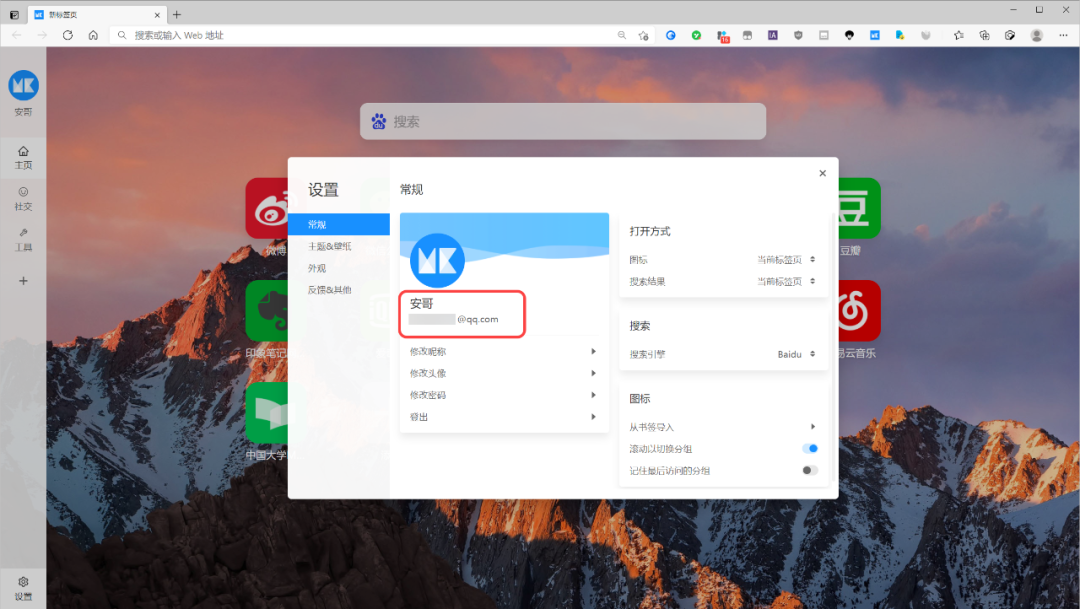 新标签页
搜索或输入 Web 地址
15
IA
MK
安哥
主页
社交
工具
设置
du 搜索
微博
印象笔记
中国大学
豆
豆瓣
易云音乐
设置
常规
主题&壁纸
外观
反馈&其他
常规
MK
安哥
@qq.com
修改昵称
修改头像
修改密码
登出
打开方式
图标 当前标签页
搜索结果 当前标签页
搜索
搜索引擎 Baidu
图标
从书签导入
滚动以切换分组
记住最后访问的分组